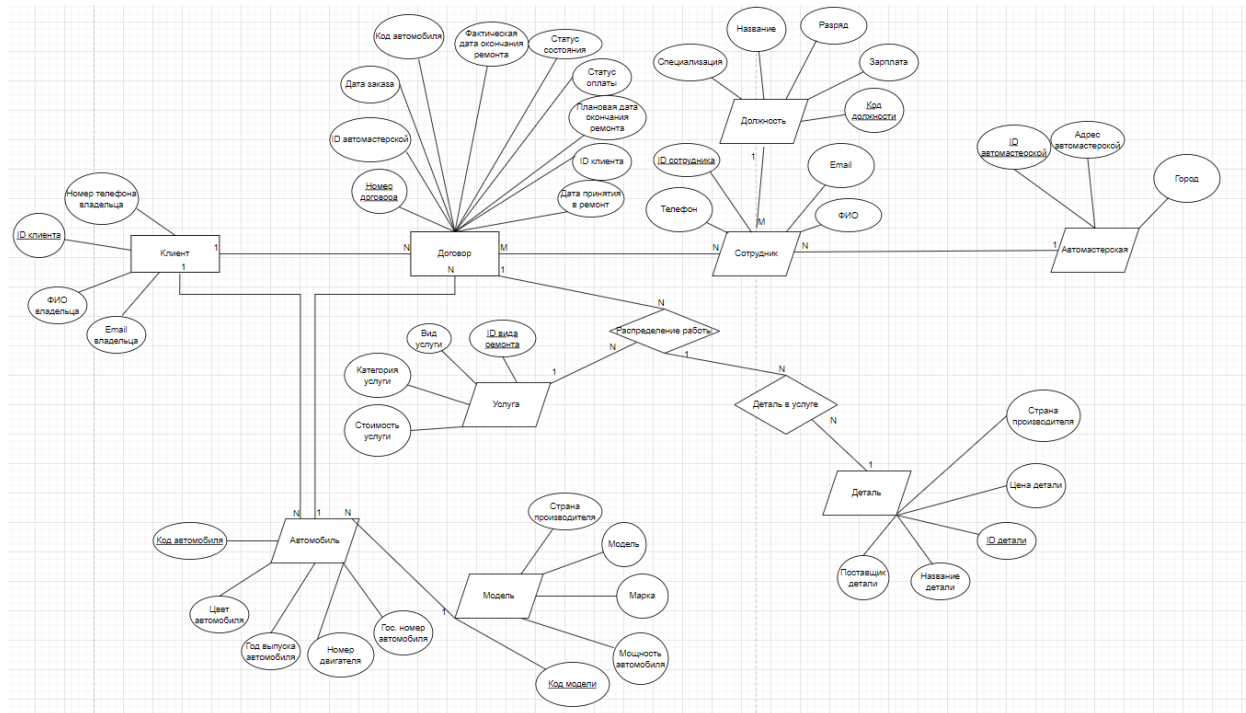 Код автомобиля
Фактическая
дата окончания
ремонта
Статус
состояния
Дата заказа
Статус
оплаты
Плановая дата
окончания
ремонта
ID автомастерской
ID клиента
Номер
договора
Дата принятия
в ремонт
Название
Разряд
Специализация
Зарплата
Код
должности
Должность
1
ID сотрудника
Email
Телефон
ФИО
M
ID
автомастерской
Адрес
автомастерской
Город
Номер телефона
владельца
ID клиента
Клиент
1
1
ФИО
владельца
Email
владельца
N
Договор
M
N
1
N
Сотрудник
N
1
Автомастерская
N
Распределение работы
N
1
Вид
услуги
ID вида
ремонта
Категория
услуги
Стоимость
услуги
1
Услуга
N
Деталь в услуге
N
1
Деталь
Страна
производителя
Цена детали
ID детали
Поставщик
детали
Название
детали
N
1
N
Код автомобиля
Автомобиль
Цвет
автомобиля
Год выпуска
автомобиля
Номер
двигателя
Гос. номер
автомобиля
Страна
производителя
Модель
Модель
1
Марка
Мощность
автомобиля
Код модели